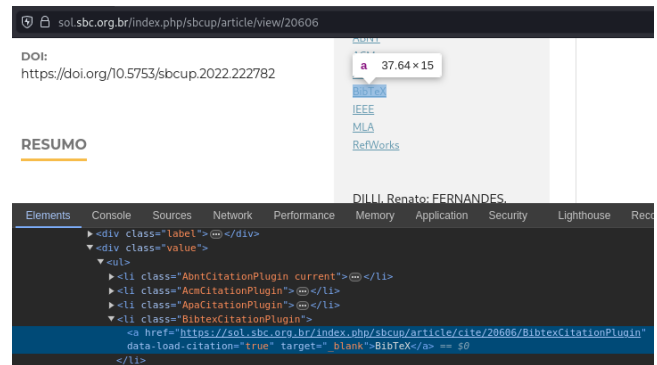 sol.sbc.org.br/index.php/sbcup/article/view/20606
DOI:
https://doi.org/10.5753/sbcup.2022.222782
ABNT
a 37.64 × 15
BibTeX
IEEE
MLA
RefWorks
RESUMO
DILLI, Renato; FERNANDES,
Elements Console Sources Network Performance Memory Application Security Lighthouse Reco
▶<div class="label">⋯</div>
▼<div class="value">
▼<ul>
▶<li class="AbntCitationPlugin current">⋯</li>
▶<li class="AcmCitationPlugin">⋯</li>
▶<li class="ApaCitationPlugin">⋯</li>
▼<li class="BibtexCitationPlugin">
<a href="https://sol.sbc.org.br/index.php/sbcup/article/cite/20606/BibtexCitationPlugin"
data-load-citation="true" target="_blank">BibTeX</a> == $0
</li>